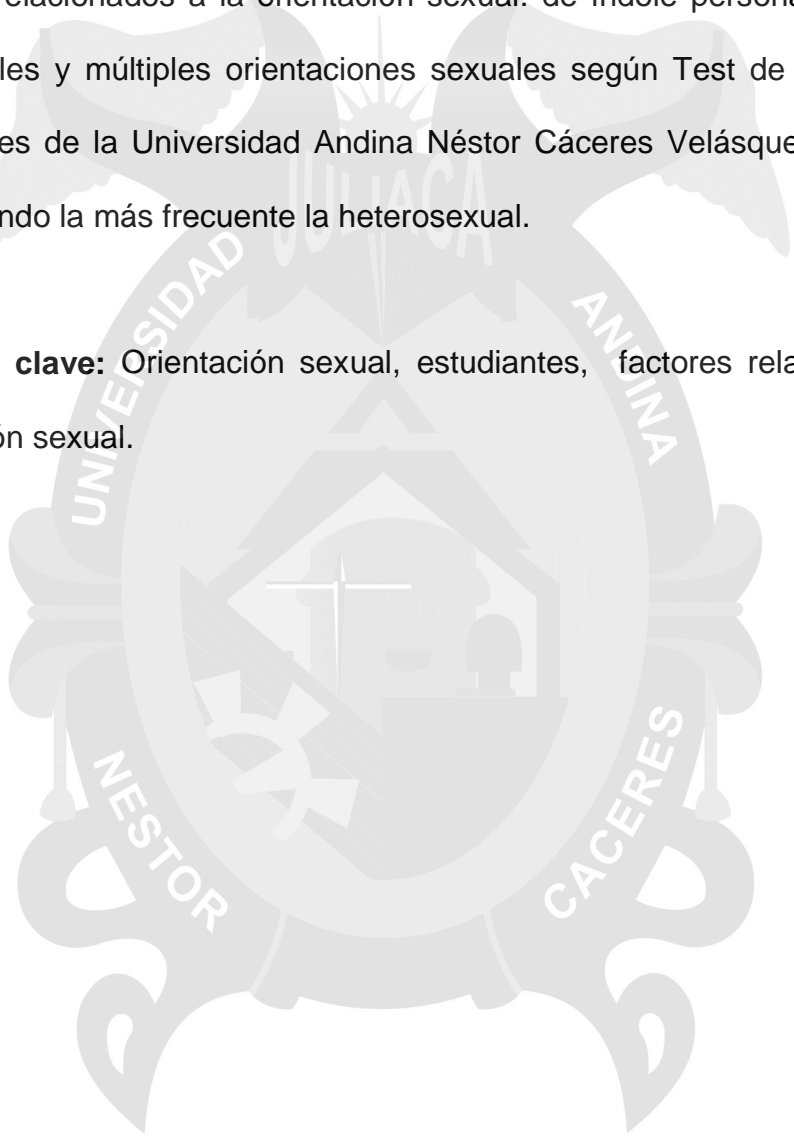 relacionados a la orientación sexual: de índole persona
les y múltiples orientaciones sexuales según Test de
es de la Universidad Andina Néstor Cáceres Velásque
ndo la más frecuente la heterosexual.
clave: Orientación sexual, estudiantes, factores rela
ón sexual.
JULIACA
UNIVERSIDAD
ANDINA
NESTOR
CACERES